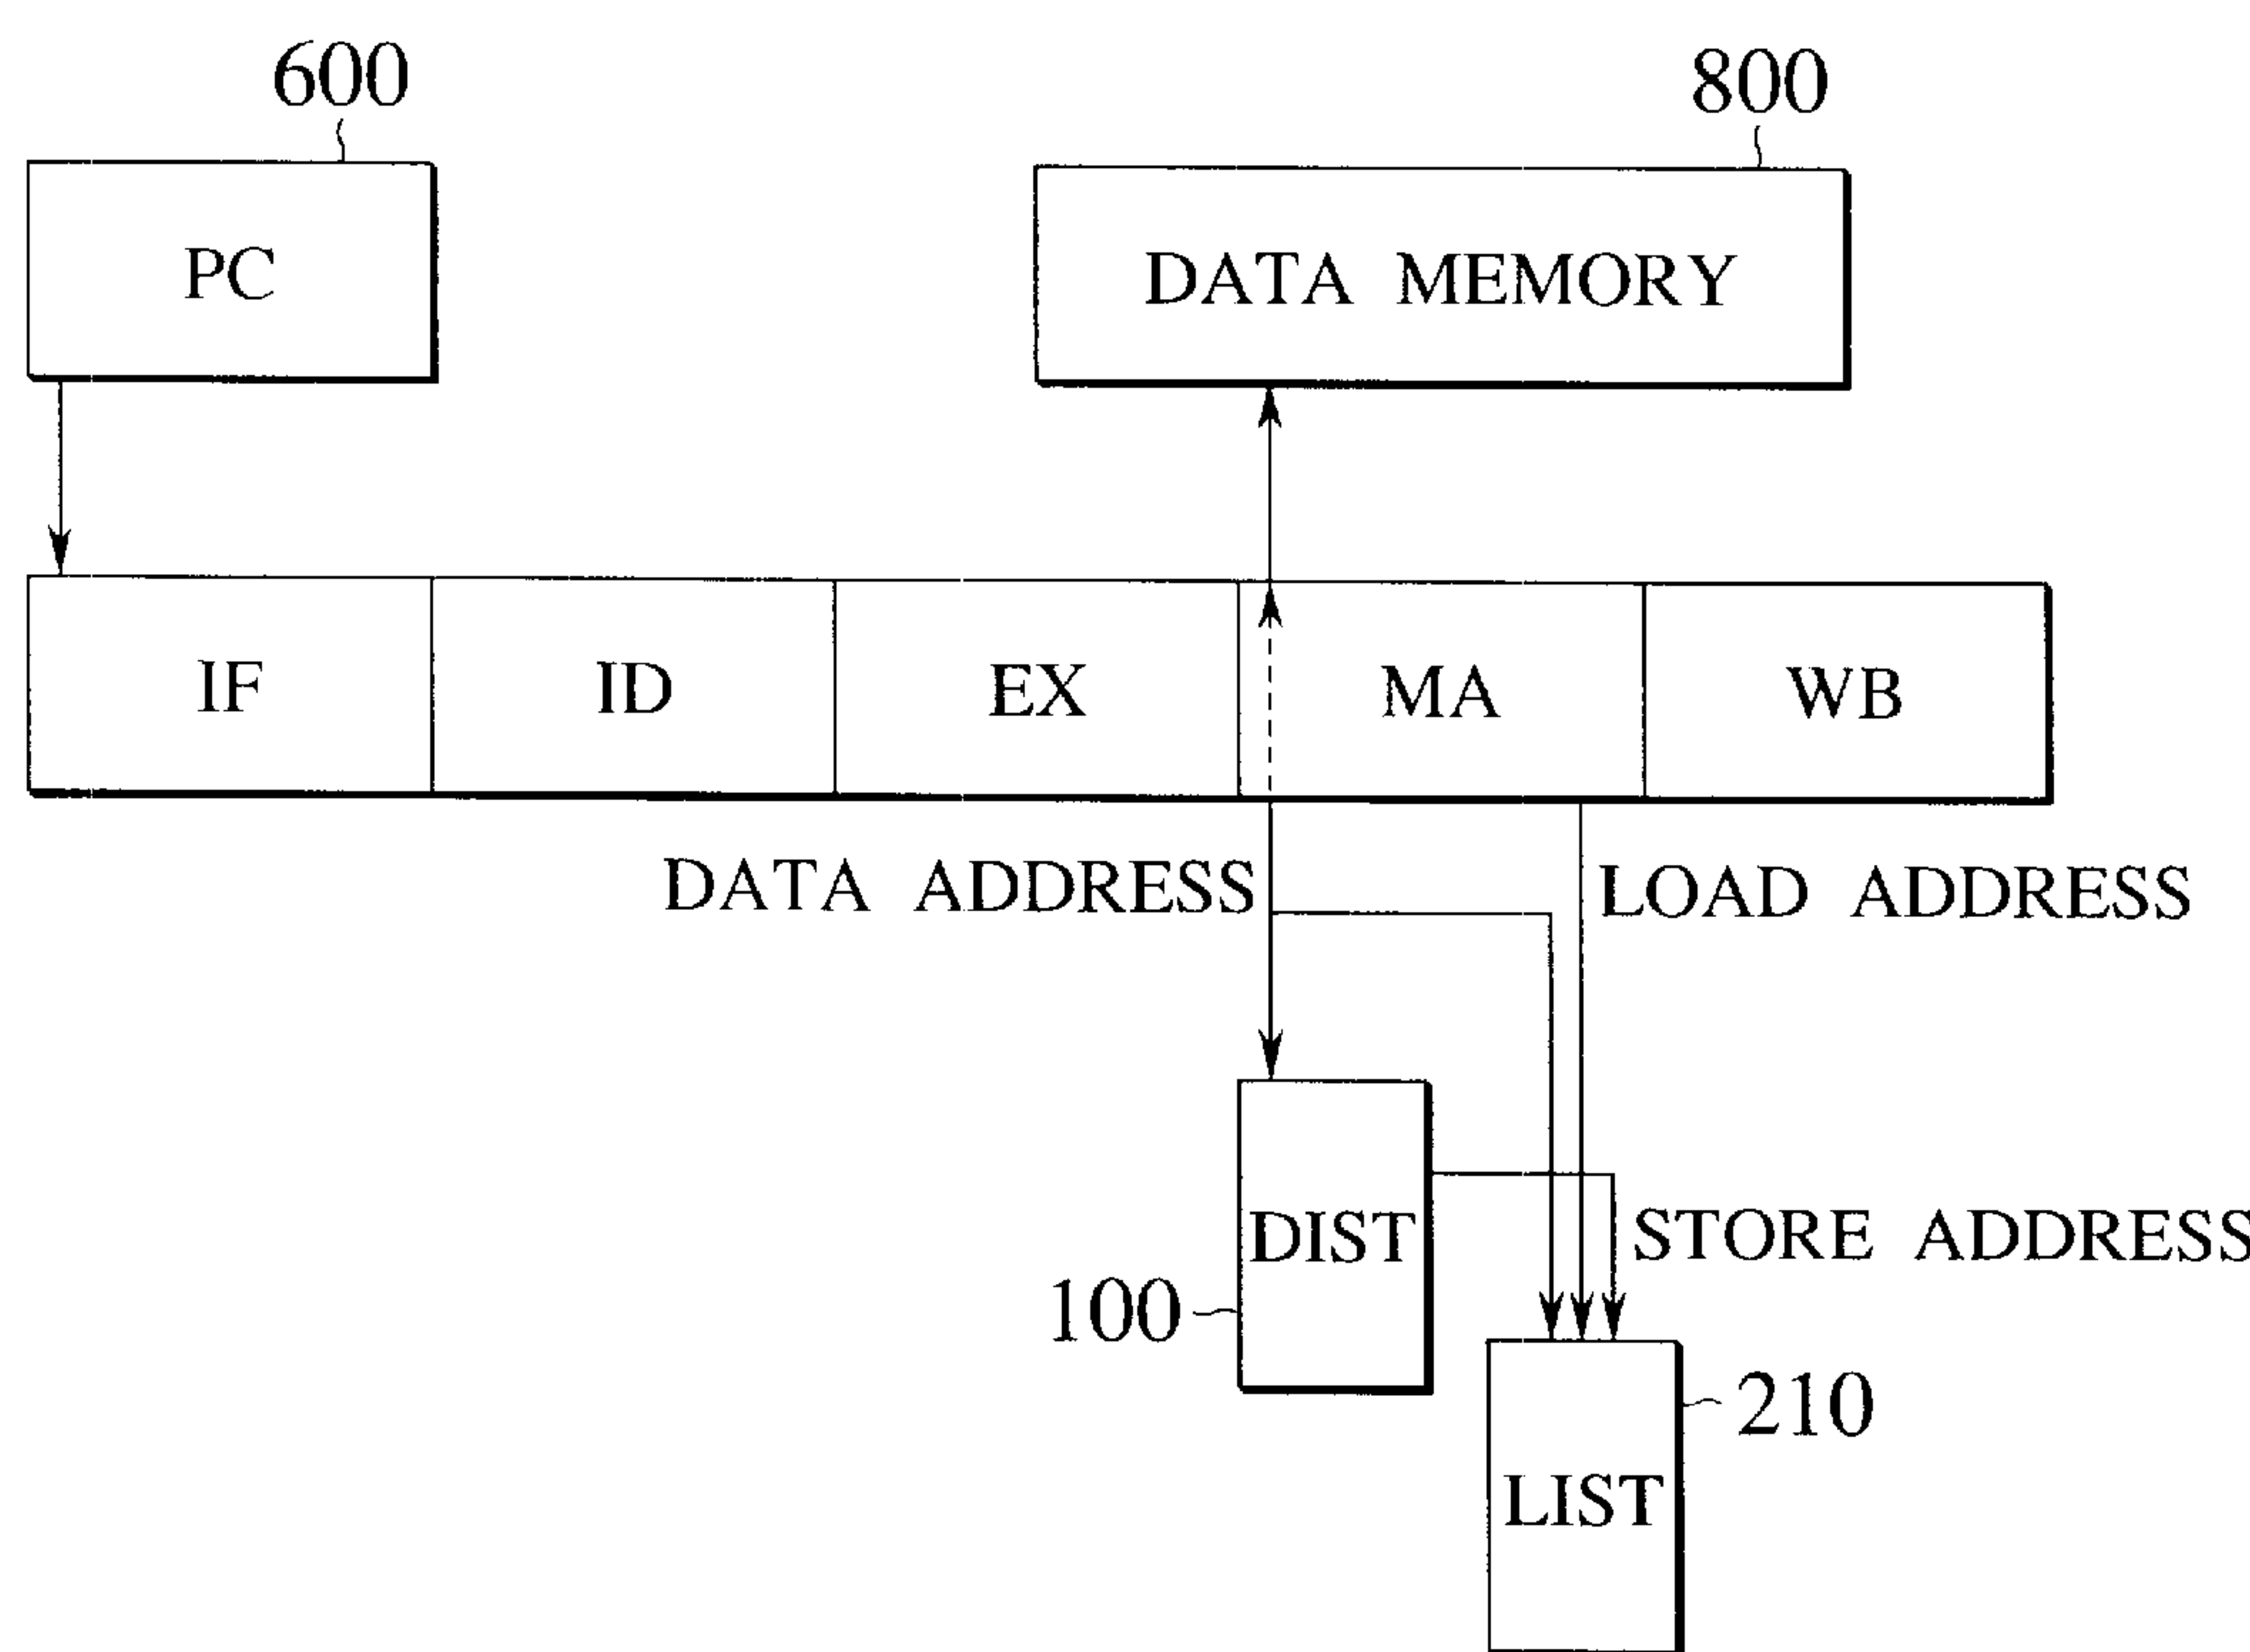 600
800
PC
DATA MEMORY
IF ID EX MA WB
DATA ADDRESS
LOAD ADDRESS
DIST
STORE ADDRESS
100
210
LIST